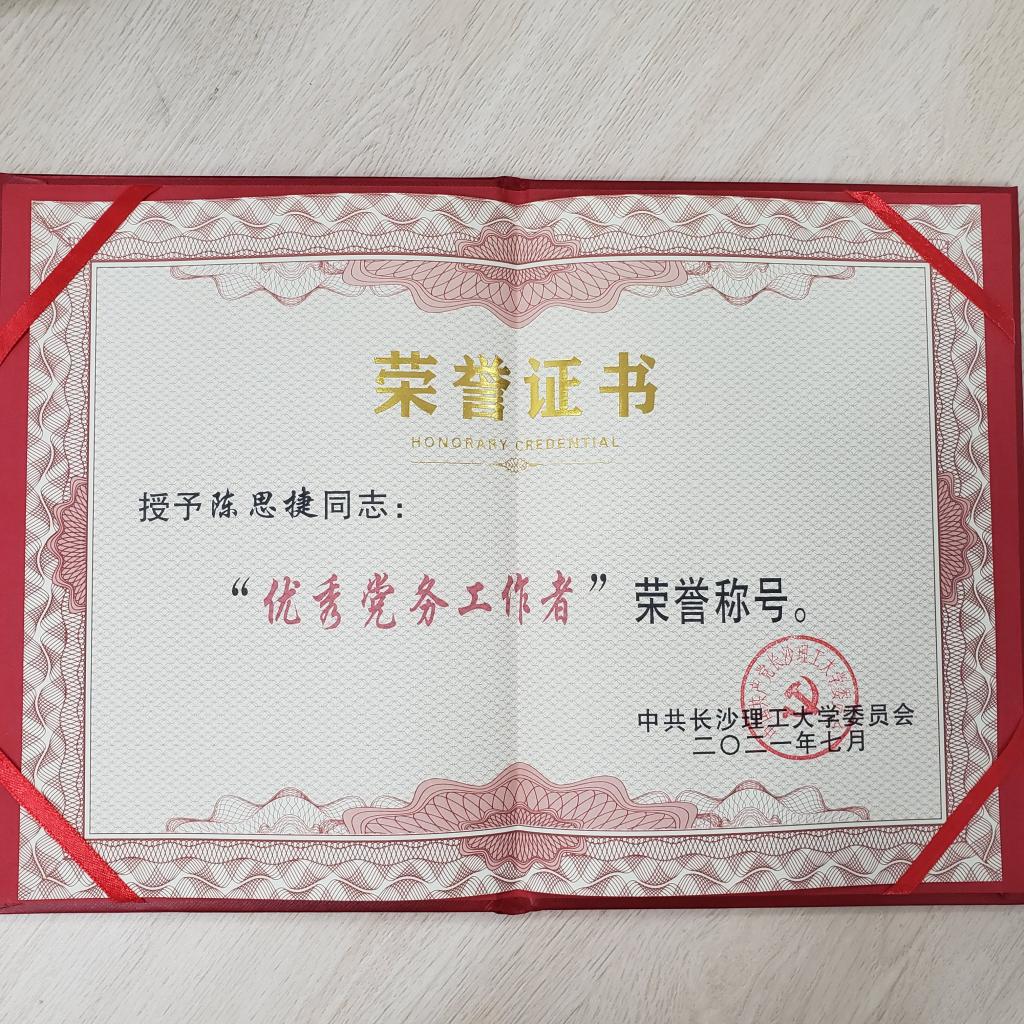 荣誉证书
HONORARY CREDENTIAL
授予陈思捷同志：
“优秀党务工作者”荣誉称号。
中共长沙理工大学委员会
二〇二一年七月